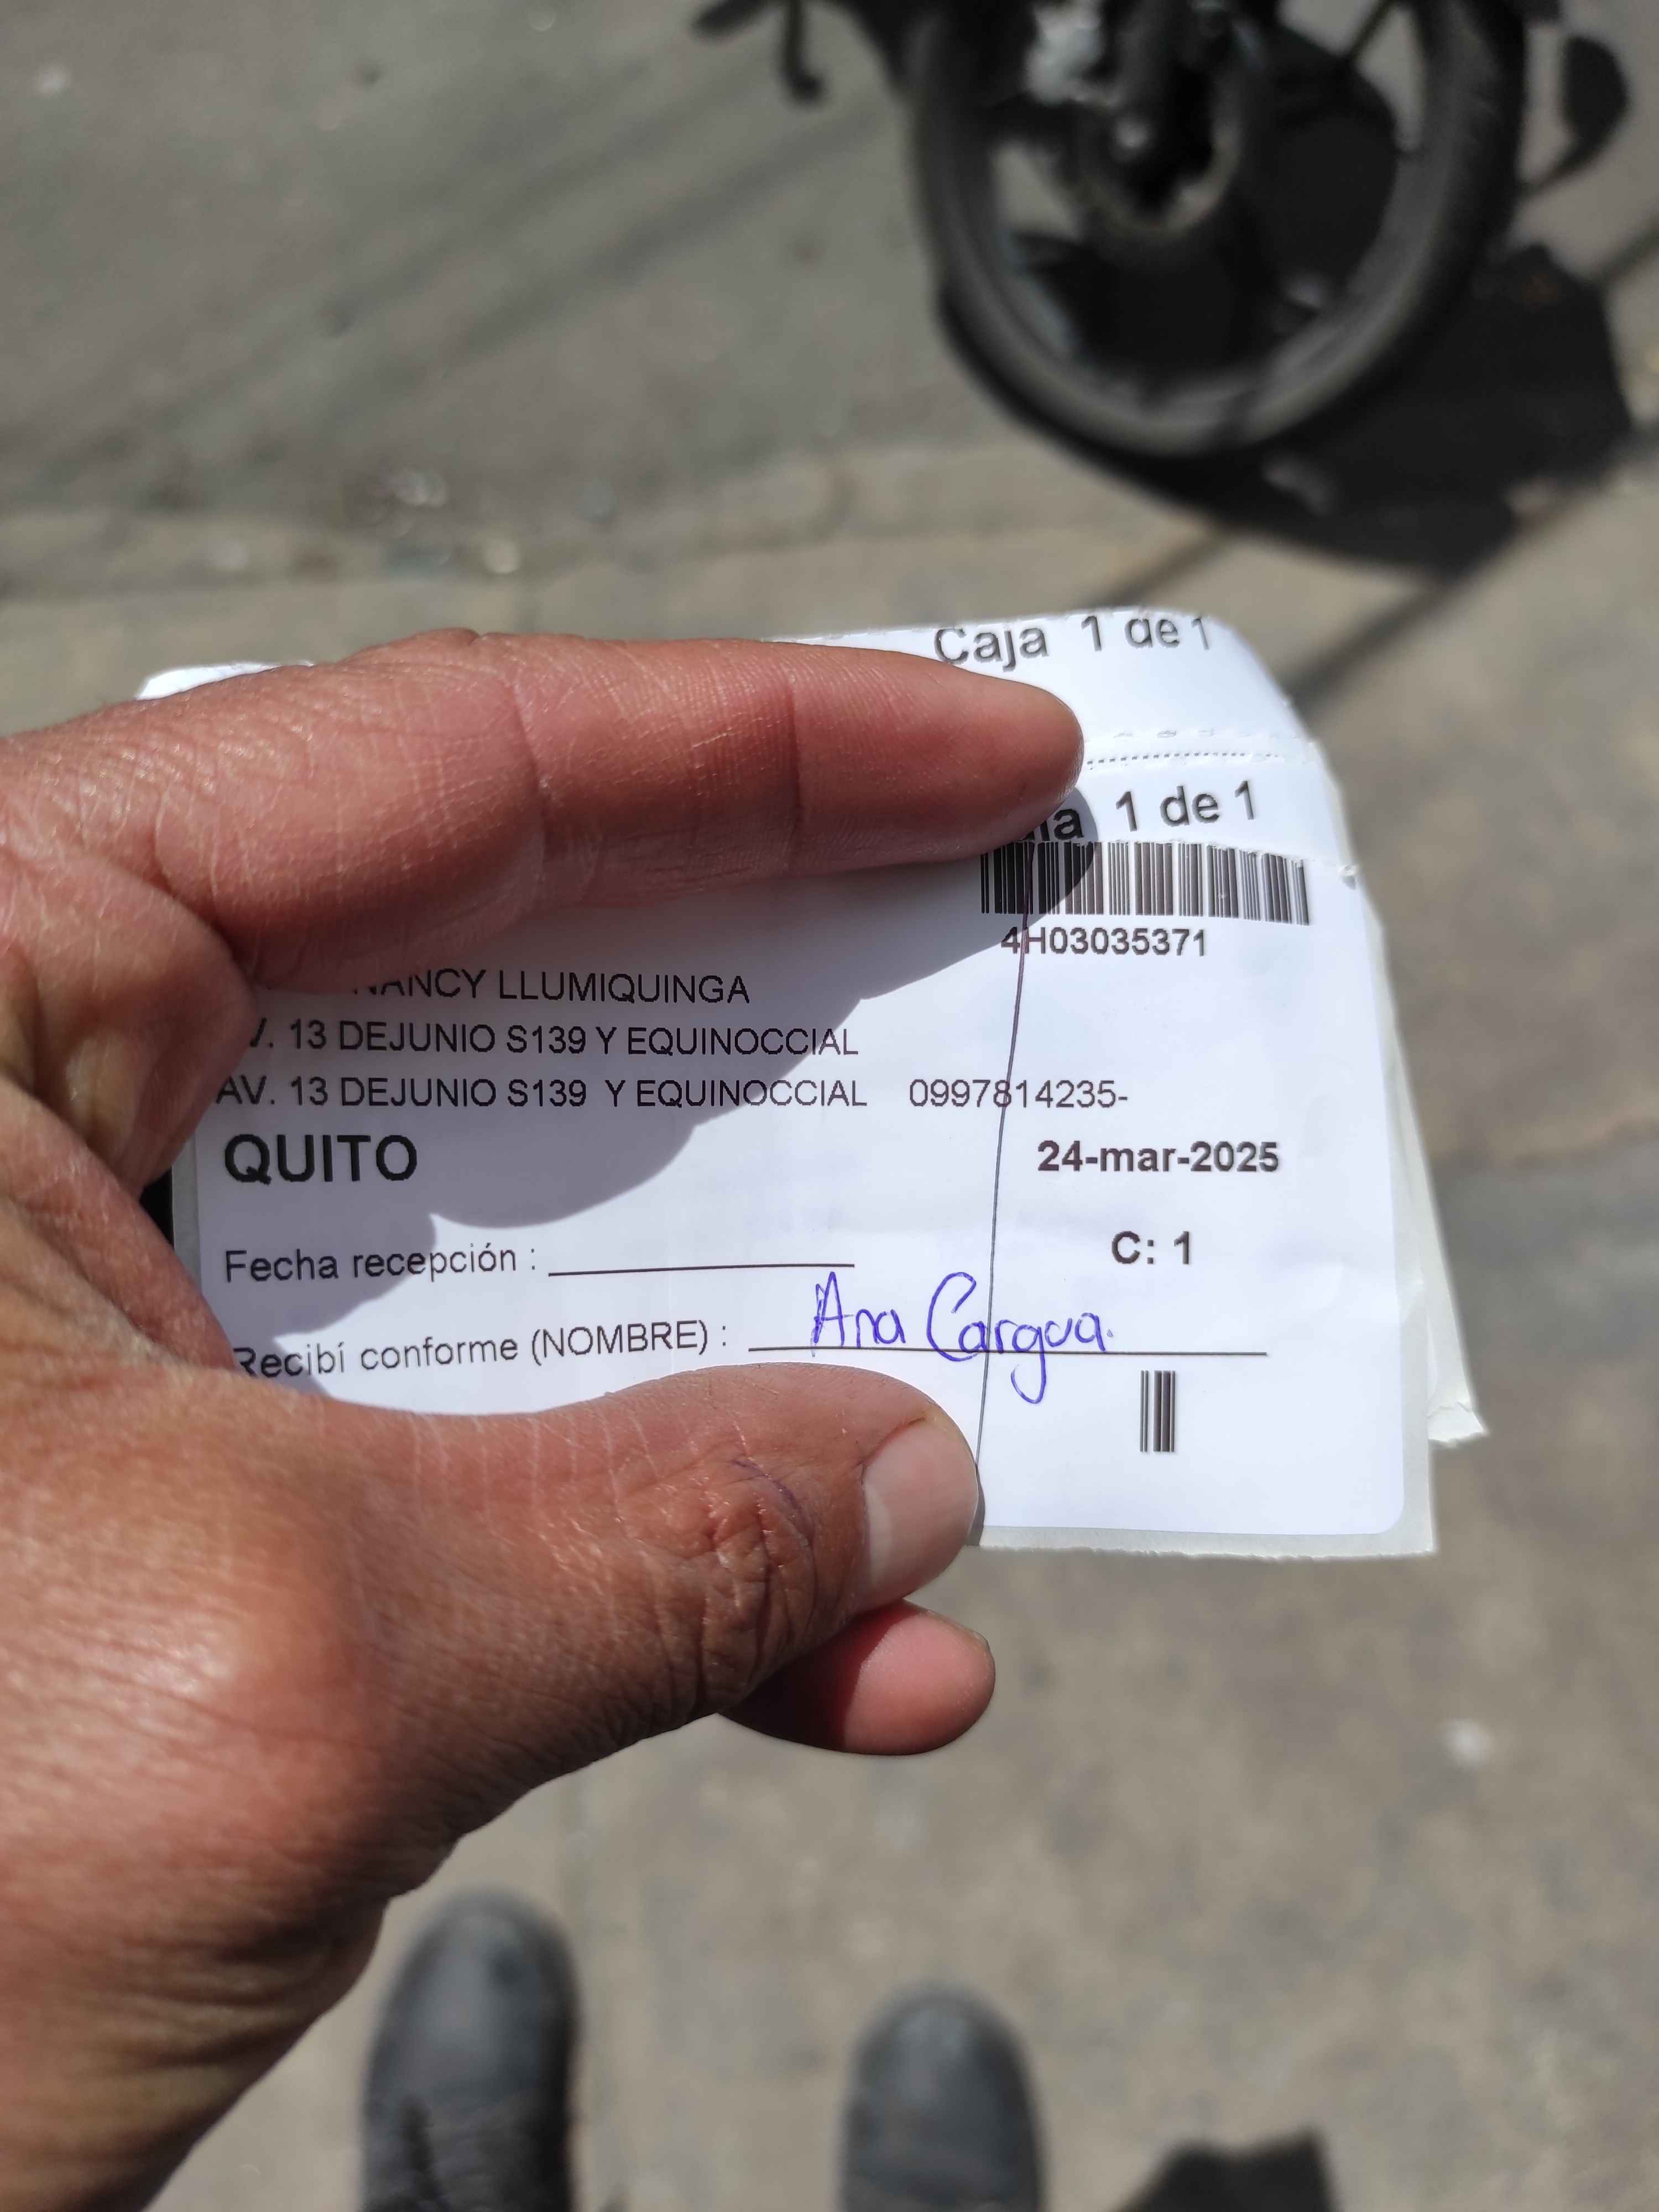 Caja 1 de 1
1 de 1
4H03035371
NANCY LLUMIQUINGA
V. 13 DEJUNIO S139 Y EQUINOCCIAL
AV. 13 DEJUNIO S139 Y EQUINOCCIAL 0997814235-
QUITO 24-mar-2025
C: 1
Fecha recepción :
Recibí conforme (NOMBRE) : Ana Cargua.